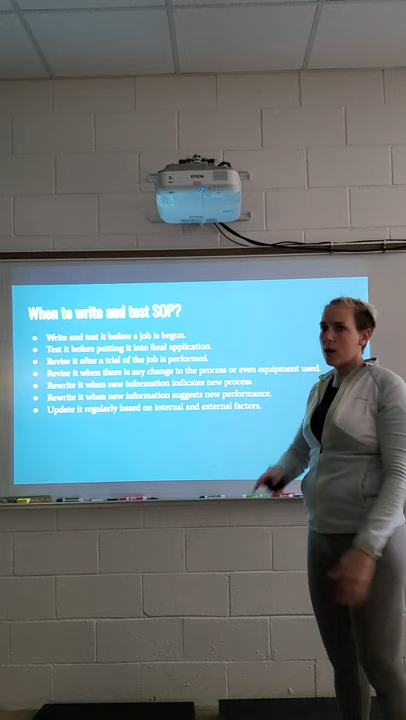 EPSON
When to write and test SOP?
● Write and test it before a job is begun.
● Test it before putting it into final application.
● Revise it after a trial of the job is performed.
● Revise it when there is any change to the process or even equipment used.
● Rewrite it when new information indicates new process
● Rewrite it when new information suggests new performance.
● Update it regularly based on internal and external factors.